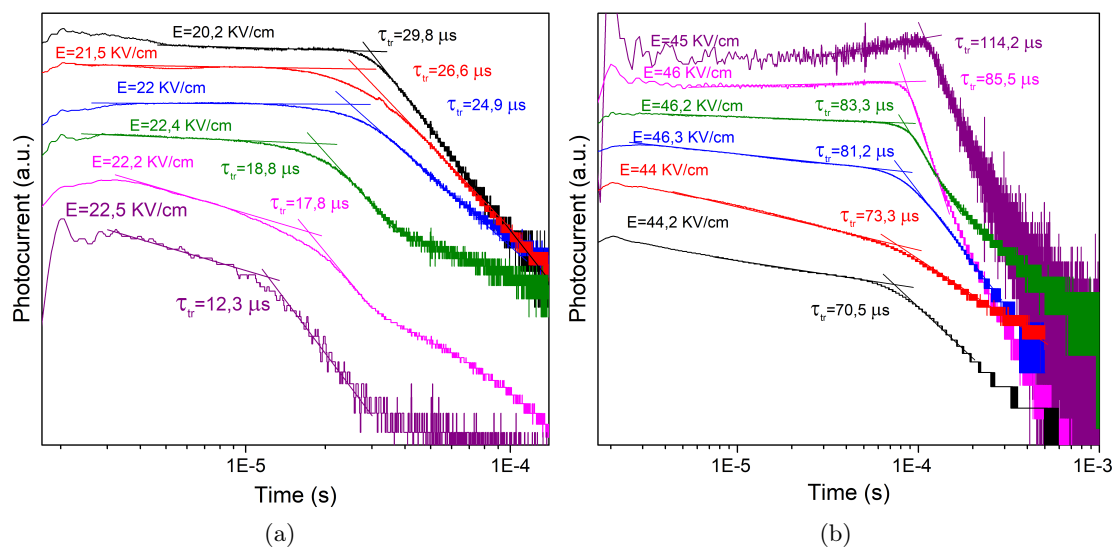 Photocurrent (a.u.)
E=20,2 KV/cm
τtr=29,8 µs
E=21,5 KV/cm
τtr=26,6 µs
E=22 KV/cm
τtr=24,9 µs
E=22,4 KV/cm
τtr=18,8 µs
E=22,2 KV/cm
τtr=17,8 µs
E=22,5 KV/cm
τtr=12,3 µs
1E-5
1E-4
Time (s)
(a)
Photocurrent (a.u.)
E=45 KV/cm
τtr=114,2 µs
E=46 KV/cm
τtr=85,5 µs
E=46,2 KV/cm
τtr=83,3 µs
E=46,3 KV/cm
τtr=81,2 µs
E=44 KV/cm
τtr=73,3 µs
E=44,2 KV/cm
τtr=70,5 µs
1E-5
1E-4
1E-3
Time (s)
(b)